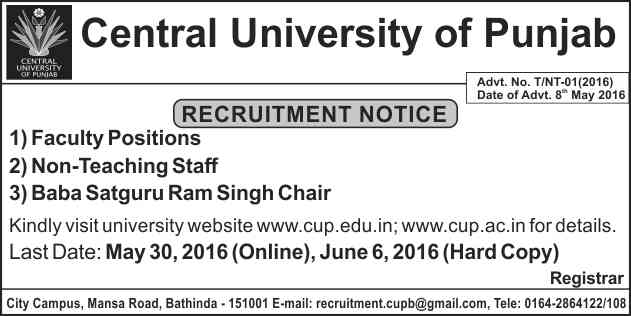 CENTRAL
UNIVERSITY
OF PUNJAB
Central University of Punjab
Advt. No. T/NT-01(2016)
Date of Advt. 8th May 2016
RECRUITMENT NOTICE
1) Faculty Positions
2) Non-Teaching Staff
3) Baba Satguru Ram Singh Chair
Kindly visit university website www.cup.edu.in; www.cup.ac.in for details.
Last Date: May 30, 2016 (Online), June 6, 2016 (Hard Copy)
Registrar
City Campus, Mansa Road, Bathinda - 151001 E-mail: recruitment.cupb@gmail.com, Tele: 0164-2864122/108